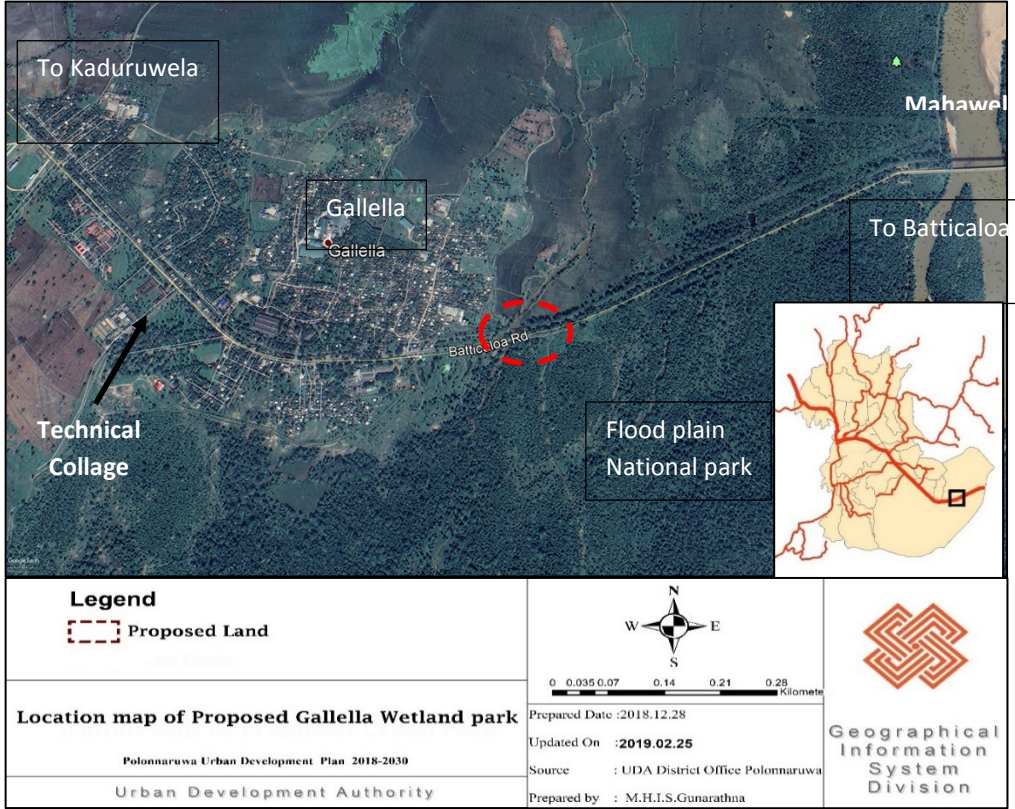 To Kaduruwela
Mahawel
Gallella
Gallella
To Batticaloa
Batticaloa Rd
Technical
Collage
Flood plain
National park
Google Earth
Legend
Proposed Land
Location map of Proposed Gallella Wetland park
Polonnaruwa Urban Development Plan 2018-2030
Urban Development Authority
N
W E
S
0 0.035 0.07 0.14 0.21 0.28
Kilomete
Prepared Date :2018.12.28
Updated On :2019.02.25
Source : UDA District Office Polonnaruwa
Prepared by : M.H.I.S.Gunarathna
Geographical
Information
System
Division